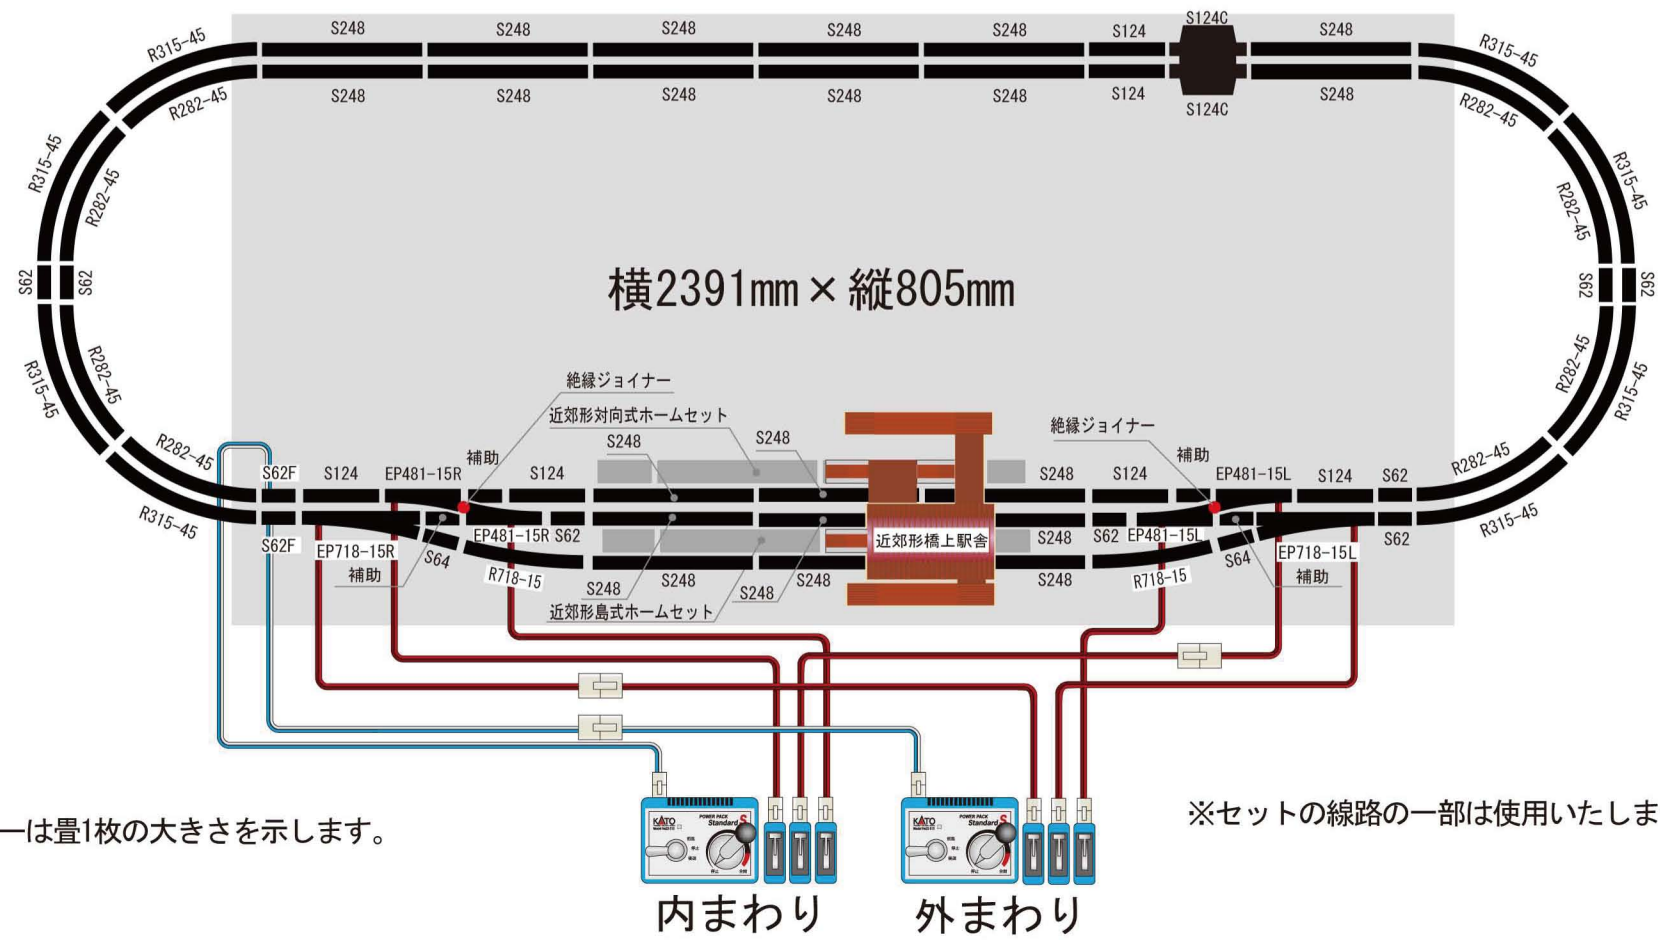 S248 S248 S248 S248 S248 S124 S124C S248
R315-45 R315-45
R282-45 S248 S248 S248 S248 S248 S124 S124C S248 R282-45
R315-45 R282-45 R282-45 R315-45
S62 S62 横2391mm×縦805mm S62 S62
R315-45 R282-45 R282-45 R315-45
絶縁ジョイナー
近郊形対向式ホームセット
絶縁ジョイナー
R282-45 補助 S248 S248 補助 R282-45
S62F S124 EP481-15R S124 S248 S124 EP481-15L S124 S62
R315-45 R315-45
S62F EP718-15R S64 EP481-15R S62 近郊形橋上駅舎 S248 S62 EP481-15L S64 EP718-15L S62
補助 R718-15 S248 S248 S248 S248 S248 R718-15 補助
近郊形島式ホームセット
KATO POWER PACK Standard S
KATO POWER PACK Standard S
ーは畳1枚の大きさを示します。
※セットの線路の一部は使用いたしま
内まわり 外まわり